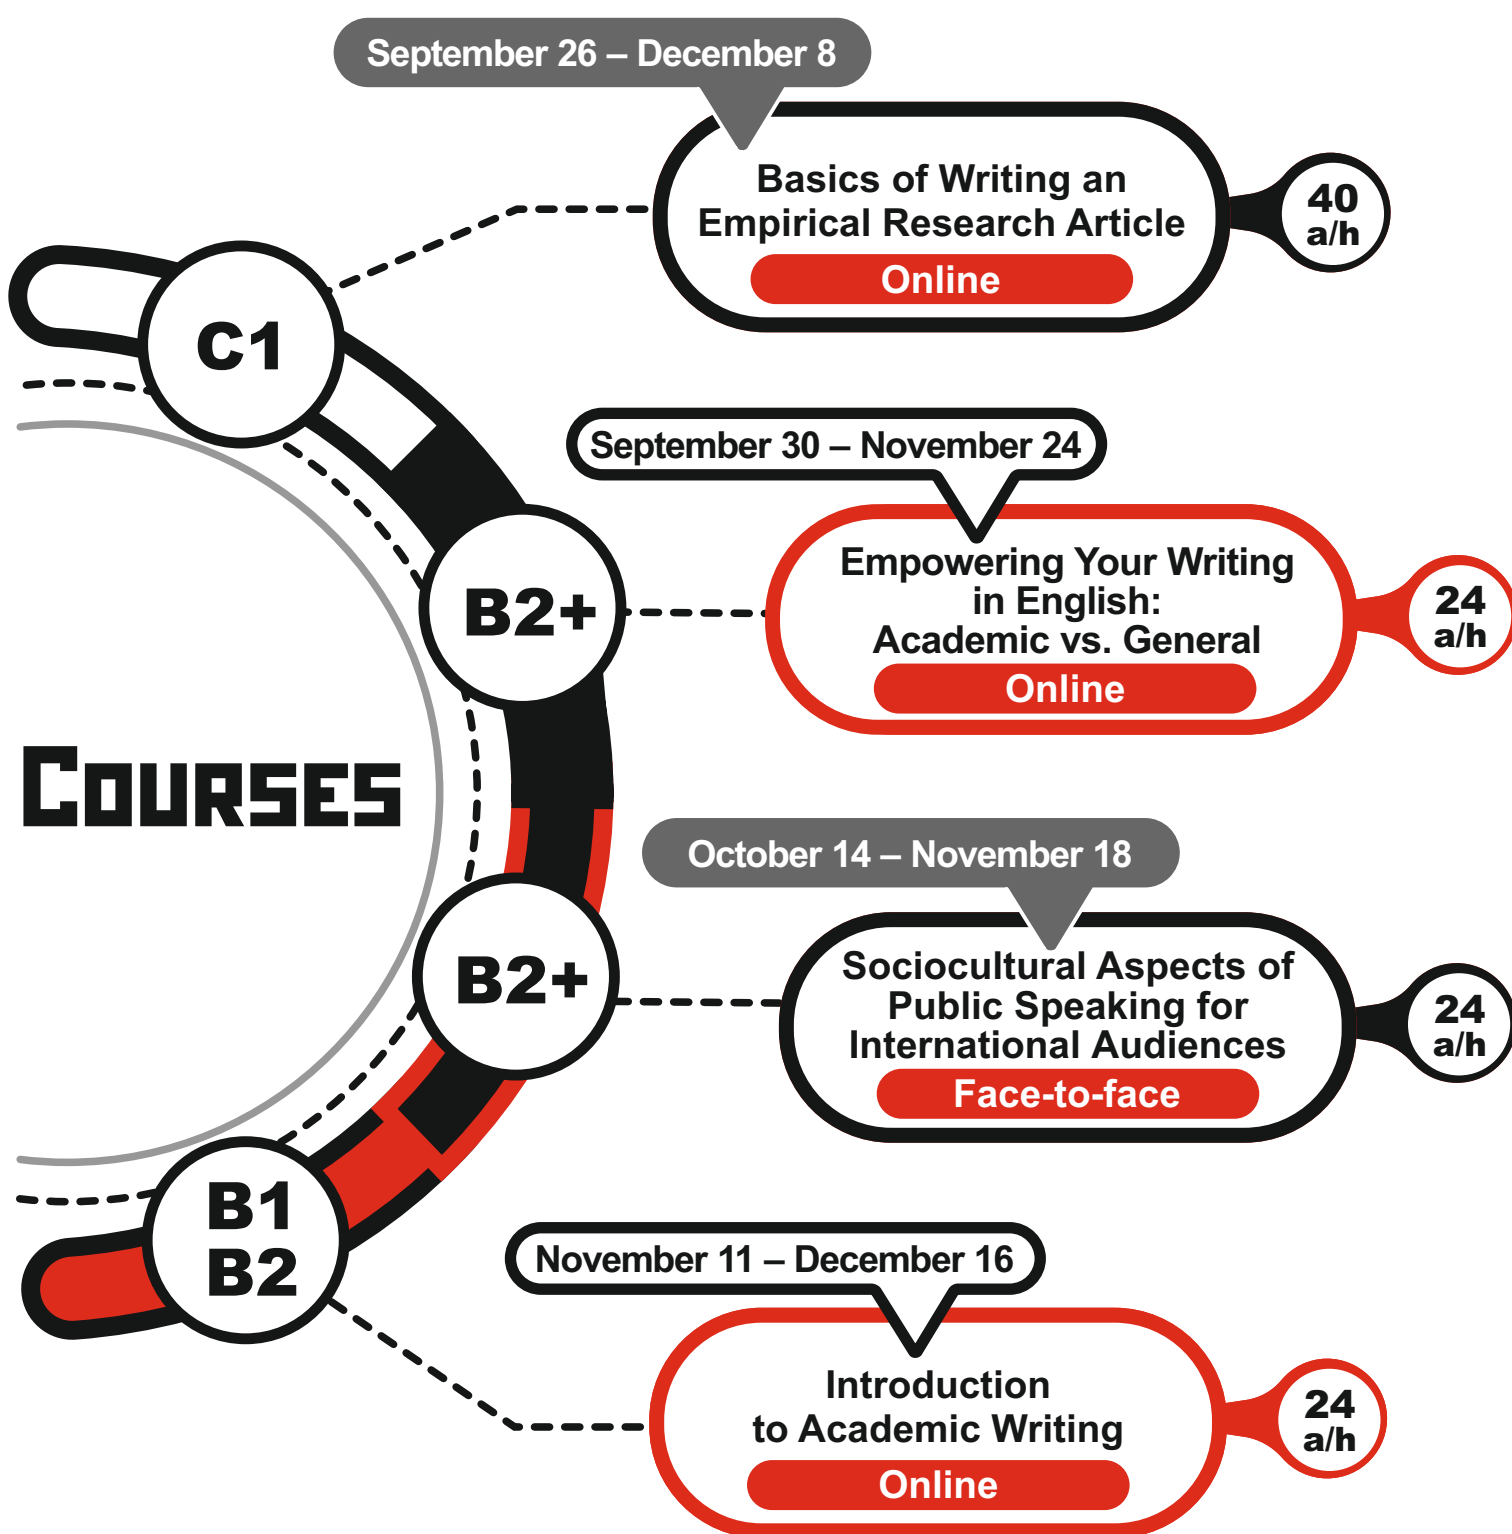 September 26 – December 8
Basics of Writing an
Empirical Research Article
Online
40
a/h
C1
September 30 – November 24
Empowering Your Writing
in English:
Academic vs. General
Online
24
a/h
B2+
Courses
October 14 – November 18
Sociocultural Aspects of
Public Speaking for
International Audiences
Face-to-face
24
a/h
B2+
November 11 – December 16
Introduction
to Academic Writing
Online
24
a/h
B1
B2